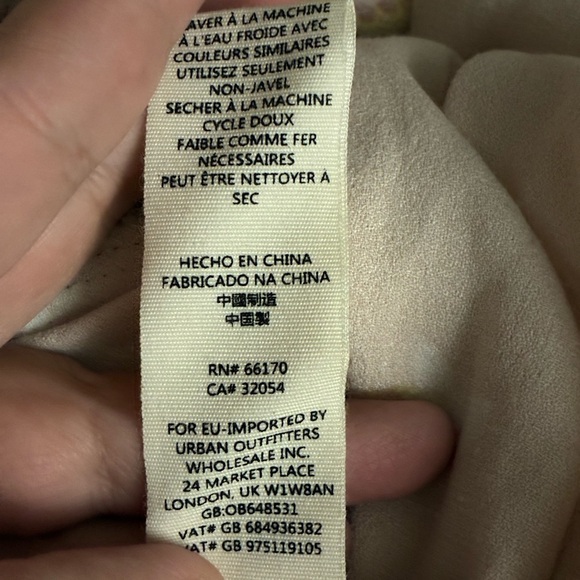 LAVER À LA MACHINE
À L'EAU FROIDE AVEC
COULEURS SIMILAIRES
UTILISEZ SEULEMENT
NON-JAVEL
SECHER À LA MACHINE
CYCLE DOUX
FAIBLE COMME FER
NÉCESSAIRES
PEUT ÊTRE NETTOYER À
SEC
HECHO EN CHINA
FABRICADO NA CHINA
中國制造
中国製
RN# 66170
CA# 32054
FOR EU-IMPORTED BY
URBAN OUTFITTERS
WHOLESALE INC.
24 MARKET PLACE
LONDON, UK W1W8AN
GB:OB648531
VAT# GB 684936382
VAT# GB 975119105